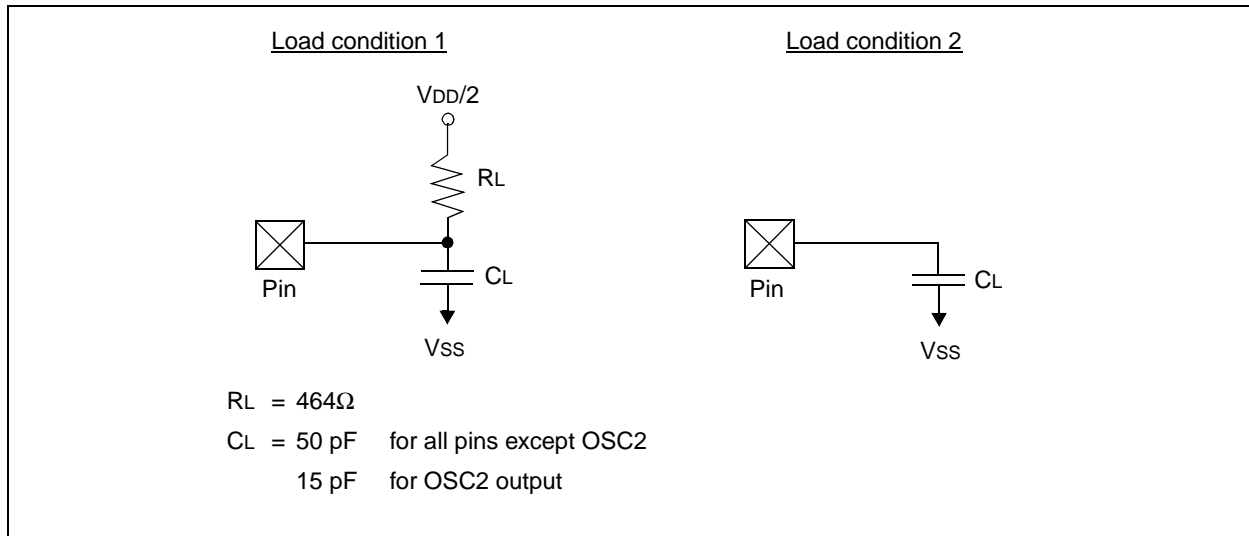 Load condition 1
Load condition 2
VDD/2
RL
Pin
CL
VSS
Pin
CL
VSS
RL = 464Ω
CL = 50 pF for all pins except OSC2
15 pF for OSC2 output